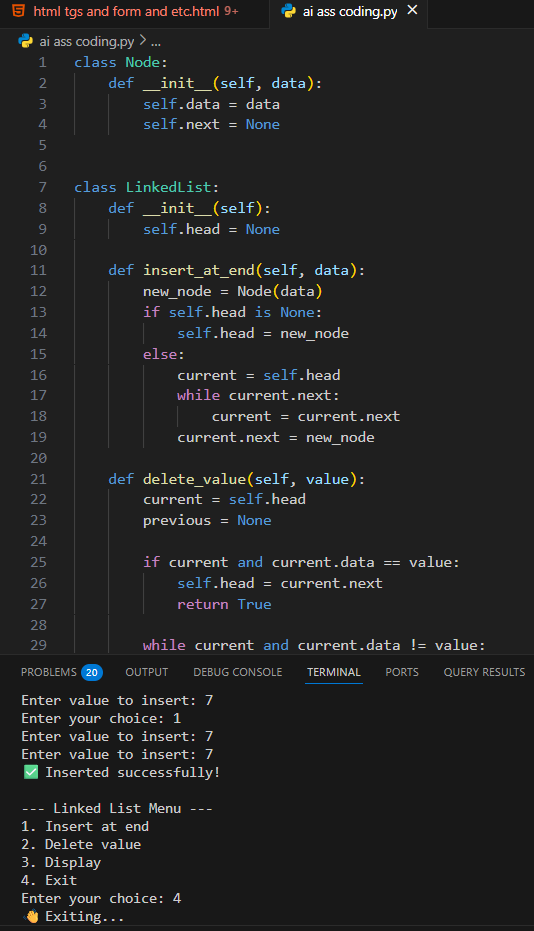 html tgs and form and etc.html 9+
ai ass coding.py ×
ai ass coding.py > ...
1 class Node:
2     def __init__(self, data):
3         self.data = data
4         self.next = None
5
6
7 class LinkedList:
8     def __init__(self):
9         self.head = None
10
11     def insert_at_end(self, data):
12         new_node = Node(data)
13         if self.head is None:
14             self.head = new_node
15         else:
16             current = self.head
17             while current.next:
18                 current = current.next
19             current.next = new_node
20
21     def delete_value(self, value):
22         current = self.head
23         previous = None
24
25         if current and current.data == value:
26             self.head = current.next
27             return True
28
29         while current and current.data != value:
PROBLEMS 20 OUTPUT DEBUG CONSOLE TERMINAL PORTS QUERY RESULTS
Enter value to insert: 7
Enter your choice: 1
Enter value to insert: 7
Enter value to insert: 7
✅ Inserted successfully!

--- Linked List Menu ---
1. Insert at end
2. Delete value
3. Display
4. Exit
Enter your choice: 4
👋 Exiting...